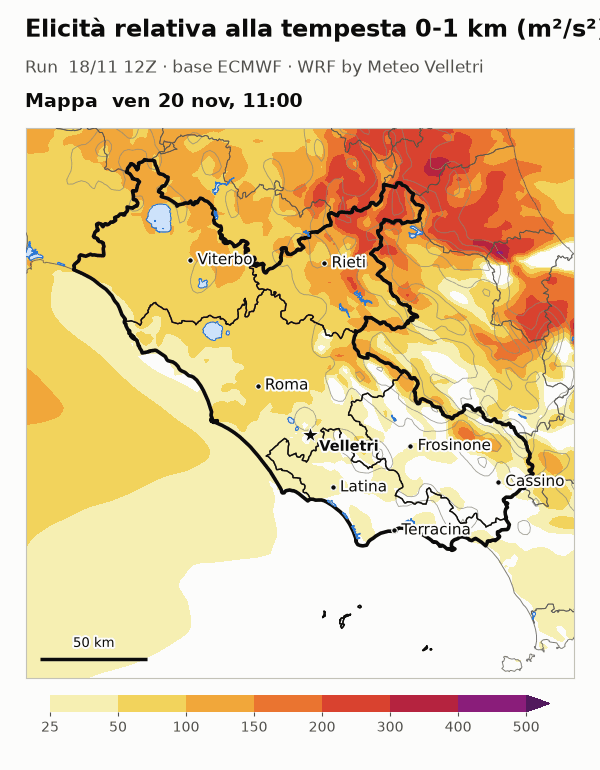 Elicità relativa alla tempesta 0-1 km (m²/s²)
Run  18/11 12Z · base ECMWF · WRF by Meteo Velletri
Mappa  ven 20 nov, 11:00
Viterbo
Rieti
Roma
Velletri
Frosinone
Cassino
Latina
Terracina
50 km
25 50 100 150 200 300 400 500